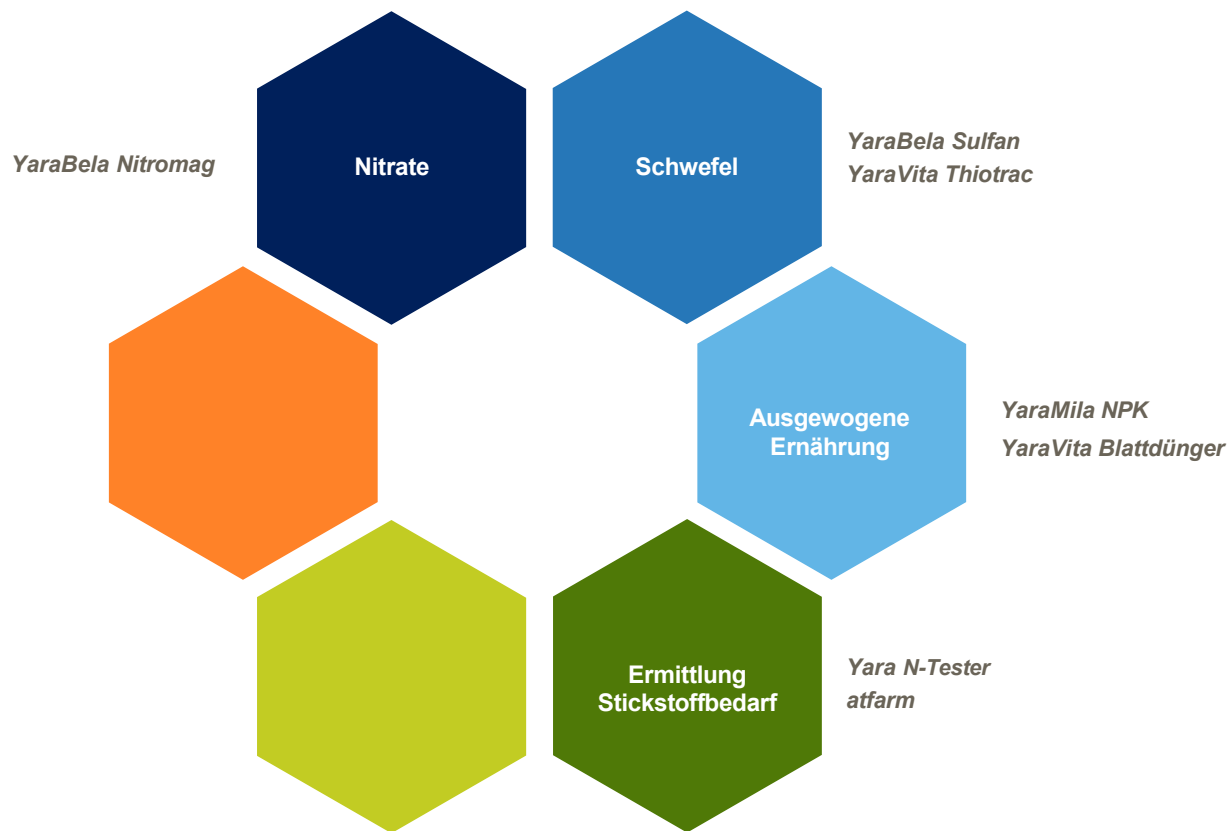 YaraBela Nitromag
Nitrate
Schwefel
YaraBela Sulfan
YaraVita Thiotrac
Ausgewogene
Ernährung
YaraMila NPK
YaraVita Blattdünger
Ermittlung
Stickstoffbedarf
Yara N-Tester
atfarm